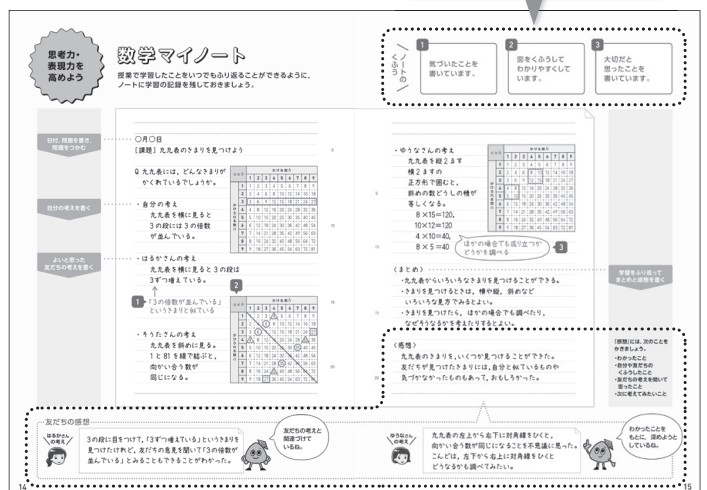 思考力・
表現力を
高めよう
数学マイノート
授業で学習したことをいつでもふり返ることができるように、
ノートに学習の記録を残しておきましょう。
ノートの
くふう
1
気づいたことを
書いています。
2
図をくふうして
わかりやすくして
います。
3
大切だと
思ったことを
書いています。
日付、問題を書き、
問題をつかむ
〇月〇日
[課題] 九九表のきまりを見つけよう
Q 九九表には、どんなきまりが
かくれているでしょうか。
自分の考えを書く
・自分の考え
九九表を横に見ると
3の段には3の倍数
が並んでいる。
よいと思った
友だちの考えを書く
・はるかさんの考え
九九表を横に見ると3の段は
3ずつ増えている。
1
「3の倍数が並んでいる」
というきまりと似ている
2
・そうたさんの考え
九九表を斜めに見る。
1と81を線で結ぶと、
向かい合う数が
同じになる。
・ゆうなさんの考え
九九表を縦2ます
横2ますの
正方形で囲むと、
斜めの数どうしの積が
等しくなる。
8×15=120、
10×12=120
4×10=40、
8×5=40
ほかの場合でも成り立つか
どうかを調べる
3
〈まとめ〉
・九九表からいろいろなきまりを見つけることができる。
・きまりを見つけるときは、横や縦、斜めなど
いろいろな見方でみるとよい。
・きまりを見つけたら、ほかの場合でも調べたり、
なぜそうなるかを考えたりするとよい。
学習をふり返って
まとめと感想を書く
〈感想〉
九九表のきまりを、いくつか見つけることができた。
友だちが見つけたきまりには、自分と似ているものや
気づかなかったものもあって、おもしろかった。
「感想」には、次のことを
かきましょう。
・わかったこと
・自分や友だちの
くふうしたこと
・友だちの考えを聞いて
思ったこと
・次に考えてみたいこと
友だちの感想
はるかさん
の考え
3の段に目をつけて、「3ずつ増えている」というきまりを
見つけたけれど、友だちの意見を聞いて「3の倍数が
並んでいる」とみることもできることがわかった。
友だちの考えと
関連づけて
いるね。
ゆうなさん
の考え
九九表の左上から右下に対角線をひくと、
向かい合う数が同じになることを不思議に思った。
こんどは、左下から右上に対角線をひくと
どうなるかも調べてみたい。
わかったことを
もとに、深めようと
しているね。
14
15